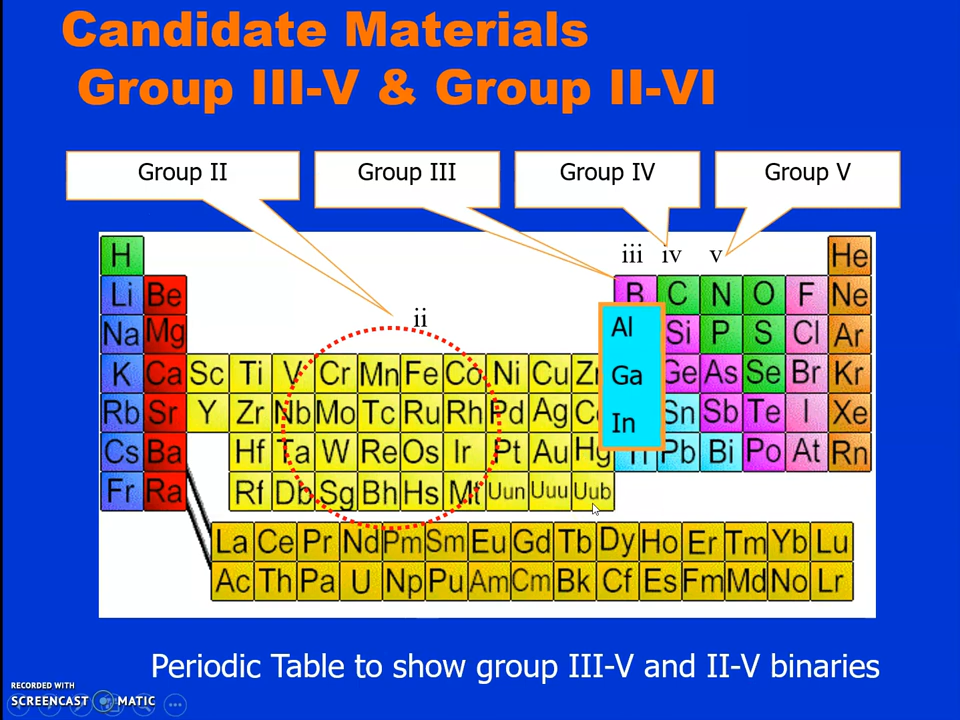 Candidate Materials
Group III-V & Group II-VI
Group II
Group III
Group IV
Group V
iii iv v
ii
H He
Li Be B C N O F Ne
Na Mg Al Si P S Cl Ar
K Ca Sc Ti V Cr Mn Fe Co Ni Cu Ga Ge As Se Br Kr
Rb Sr Y Zr Nb Mo Tc Ru Rh Pd Ag In Sn Sb Te I Xe
Cs Ba Hf Ta W Re Os Ir Pt Au Hg Tl Pb Bi Po At Rn
Fr Ra Rf Db Sg Bh Hs Mt Uun Uuu Uub
La Ce Pr Nd Pm Sm Eu Gd Tb Dy Ho Er Tm Yb Lu
Ac Th Pa U Np Pu Am Cm Bk Cf Es Fm Md No Lr
Periodic Table to show group III-V and II-V binaries
RECORDED WITH
SCREENCAST MATIC